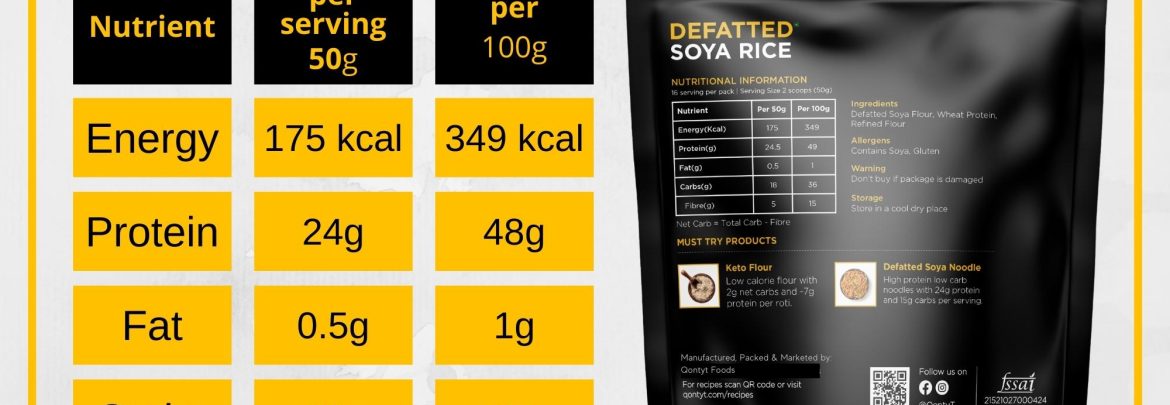 Nutrient
per
serving
50g
per
100g
Energy 175 kcal 349 kcal
Protein 24g 48g
Fat 0.5g 1g
DEFATTED
SOYA RICE
NUTRITIONAL INFORMATION
16 serving per pack | Serving Size 2 scoops (50g)
Nutrient Per 50g Per 100g
Energy(Kcal) 175 349
Protein(g) 24.5 49
Fat(g) 0.5 1
Carbs(g) 18 36
Fibre(g) 5 15
Net Carb = Total Carb - Fibre
Ingredients
Defatted Soya Flour, Wheat Protein,
Refined Flour
Allergens
Contains Soya, Gluten
Warning
Don't buy if package is damaged
Storage
Store in a cool dry place
MUST TRY PRODUCTS
Keto Flour
Low calorie flour with
2g net carbs and ~7g
protein per roti.
Defatted Soya Noodle
High protein low carb
noodles with 24g protein
and 15g carbs per serving.
Manufactured, Packed & Marketed by:
Qontyt Foods
For recipes scan QR code or visit
qontyt.com/recipes
Follow us on
fssai
21521027000424